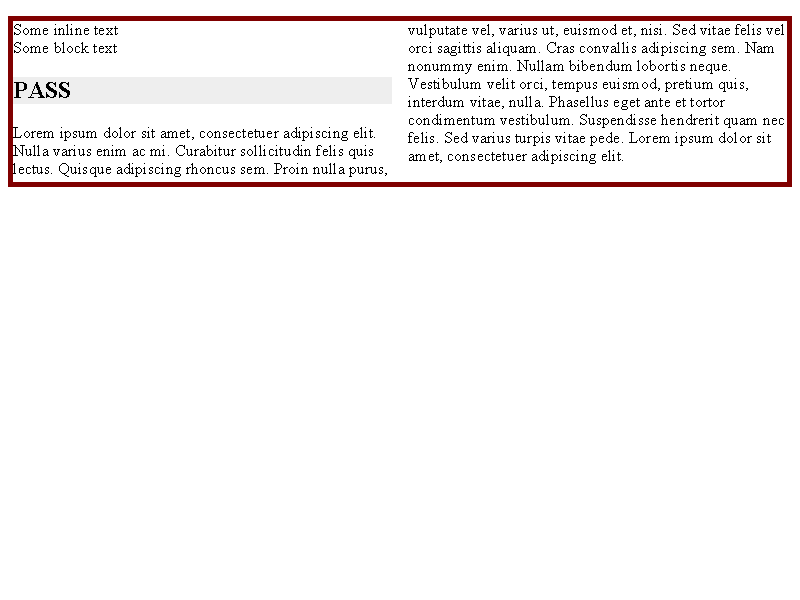 Some inline text
Some block text
PASS
Lorem ipsum dolor sit amet, consectetuer adipiscing elit.
Nulla varius enim ac mi. Curabitur sollicitudin felis quis
lectus. Quisque adipiscing rhoncus sem. Proin nulla purus,
vulputate vel, varius ut, euismod et, nisi. Sed vitae felis vel
orci sagittis aliquam. Cras convallis adipiscing sem. Nam
nonummy enim. Nullam bibendum lobortis neque.
Vestibulum velit orci, tempus euismod, pretium quis,
interdum vitae, nulla. Phasellus eget ante et tortor
condimentum vestibulum. Suspendisse hendrerit quam nec
felis. Sed varius turpis vitae pede. Lorem ipsum dolor sit
amet, consectetuer adipiscing elit.